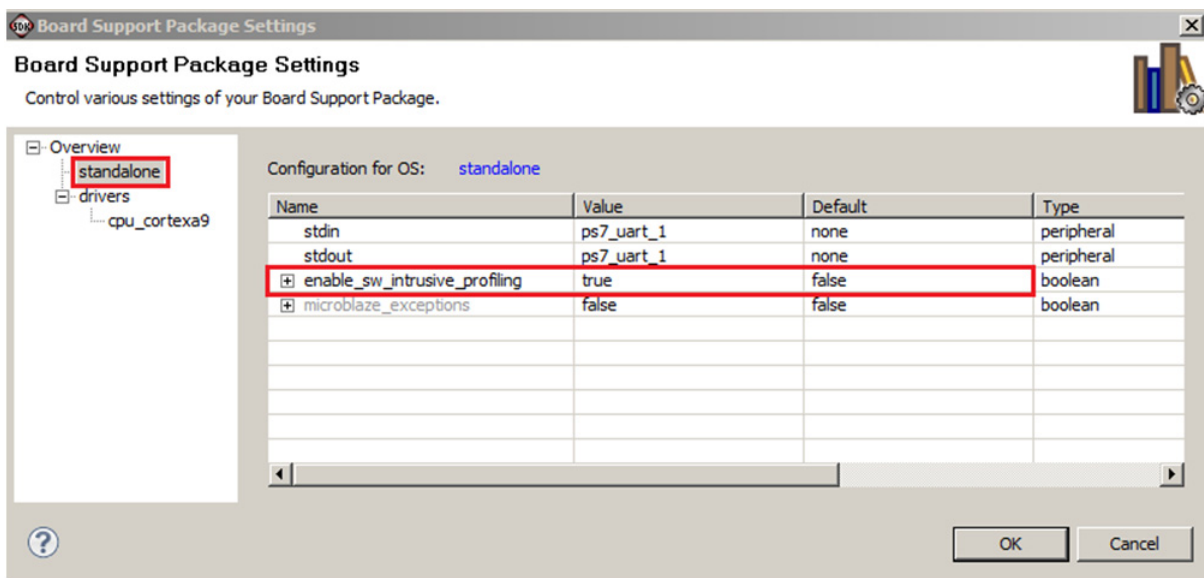 SDK Board Support Package Settings
Board Support Package Settings
Control various settings of your Board Support Package.
Overview
standalone
drivers
cpu_cortexa9
Configuration for OS: standalone
Name Value Default Type
stdin ps7_uart_1 none peripheral
stdout ps7_uart_1 none peripheral
enable_sw_intrusive_profiling true false boolean
microblaze_exceptions false false boolean
? OK Cancel